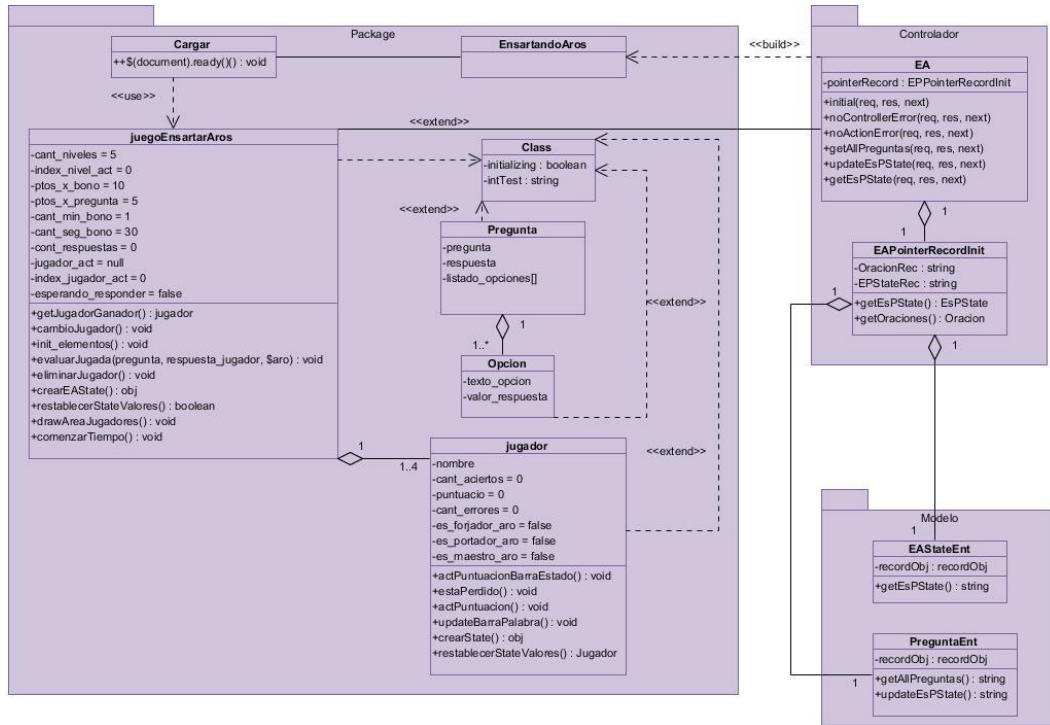 Package
Cargar
++$(document).ready()() : void
EnsartandoAros
<<build>>
<<use>>
<<extend>>
juegoEnsartarAros
-cant_niveles = 5
-index_nivel_act = 0
-ptos_x_bono = 10
-ptos_x_pregunta = 5
-cant_min_bono = 1
-cant_seg_bono = 30
-cont_respuestas = 0
-jugador_act = null
-index_jugador_act = 0
-esperando_responder = false
+getJugadorGanador() : jugador
+cambioJugador() : void
+init_elementos() : void
+evaluarJugada(pregunta, respuesta_jugador, $aro) : void
+eliminarJugador() : void
+crearEAState() : obj
+restablecerStateValores() : boolean
+drawAreaJugadores() : void
+comenzarTiempo() : void
Class
-initializing : boolean
-intTest : string
<<extend>>
Pregunta
-pregunta
-respuesta
-listado_opciones[]
<<extend>>
1
1..*
Opcion
-texto_opcion
-valor_respuesta
<<extend>>
1
1..4
jugador
-nombre
-cant_aciertos = 0
-puntuacio = 0
-cant_errores = 0
-es_forjador_aro = false
-es_portador_aro = false
-es_maestro_aro = false
+actPuntuacionBarraEstado() : void
+estaPerdido() : void
+actPuntuacion() : void
+updateBarraPalabra() : void
+crearState() : obj
+restablecerStateValores() : Jugador
Controlador
EA
-pointerRecord : EPPointerRecordInit
+initial(req, res, next)
+noControllerError(req, res, next)
+noActionError(req, res, next)
+getAllPreguntas(req, res, next)
+updateEsPState(req, res, next)
+getEsPState(req, res, next)
1
1
EAPointerRecordInit
-OracionRec : string
-EPStateRec : string
+getEsPState() : EsPState
+getOraciones() : Oracion
1
1
Modelo
1
EAStateEnt
-recordObj : recordObj
+getEsPState() : string
PreguntaEnt
-recordObj : recordObj
+getAllPreguntas() : string
+updateEsPState() : string
1